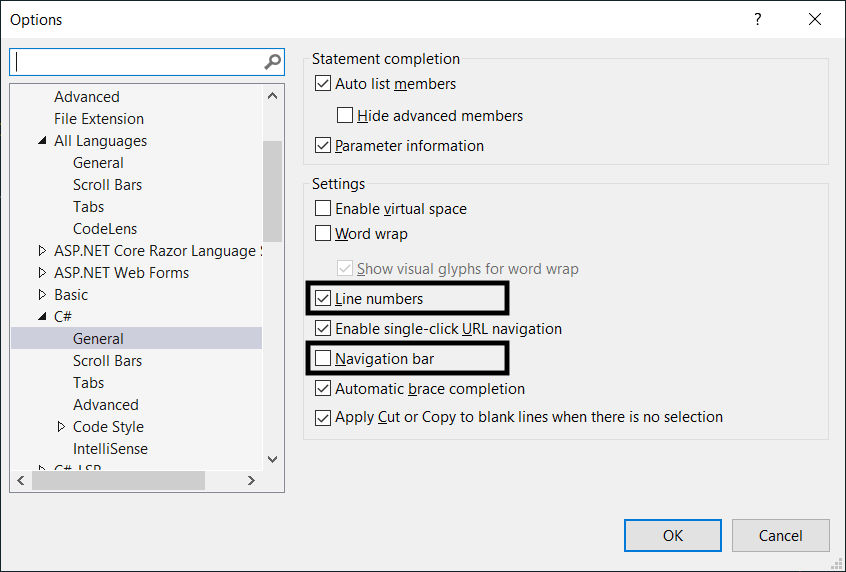 Options
?
Advanced
File Extension
All Languages
General
Scroll Bars
Tabs
CodeLens
ASP.NET Core Razor Language
ASP.NET Web Forms
Basic
C#
General
Scroll Bars
Tabs
Advanced
Code Style
IntelliSense
Statement completion
Auto list members
Hide advanced members
Parameter information
Settings
Enable virtual space
Word wrap
Show visual glyphs for word wrap
Line numbers
Enable single-click URL navigation
Navigation bar
Automatic brace completion
Apply Cut or Copy to blank lines when there is no selection
OK
Cancel